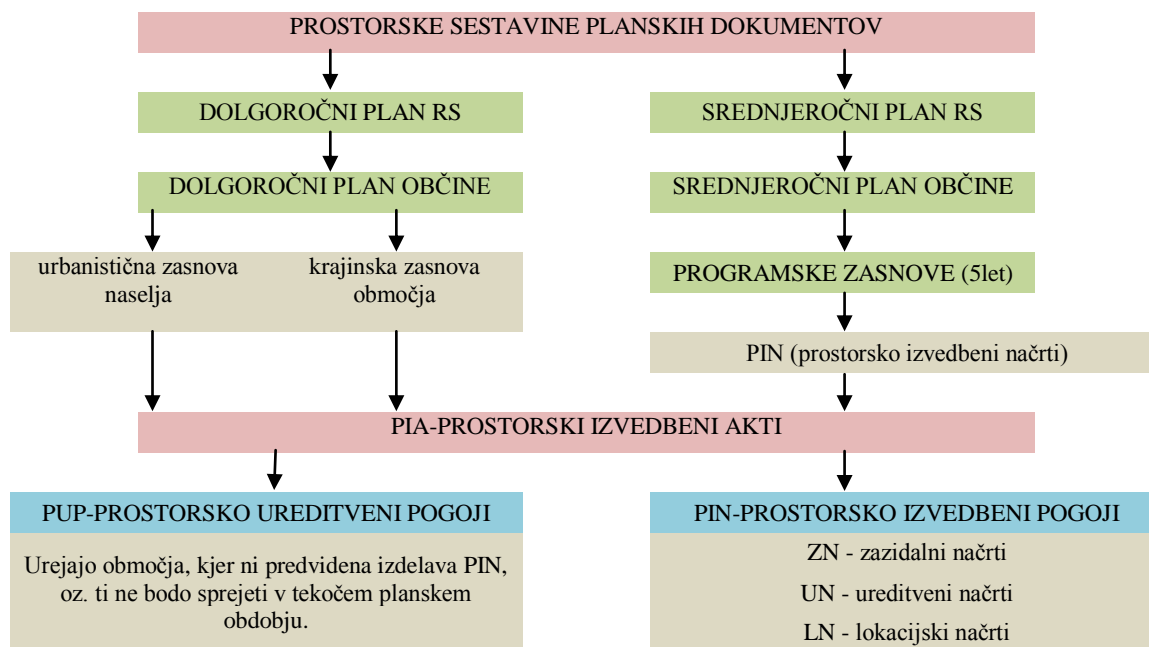 PROSTORSKE SESTAVINE PLANSKIH DOKUMENTOV
DOLGOROČNI PLAN RS
SREDNJEROČNI PLAN RS
DOLGOROČNI PLAN OBČINE
SREDNJEROČNI PLAN OBČINE
urbanistična zasnova
naselja
krajinska zasnova
območja
PROGRAMSKE ZASNOVE (5let)
PIN (prostorsko izvedbeni načrti)
PIA-PROSTORSKI IZVEDBENI AKTI
PUP-PROSTORSKO UREDITVENI POGOJI
Urejajo območja, kjer ni predvidena izdelava PIN,
oz. ti ne bodo sprejeti v tekočem planskem
obdobju.
PIN-PROSTORSKO IZVEDBENI POGOJI
ZN - zazidalni načrti
UN - ureditveni načrti
LN - lokacijski načrti